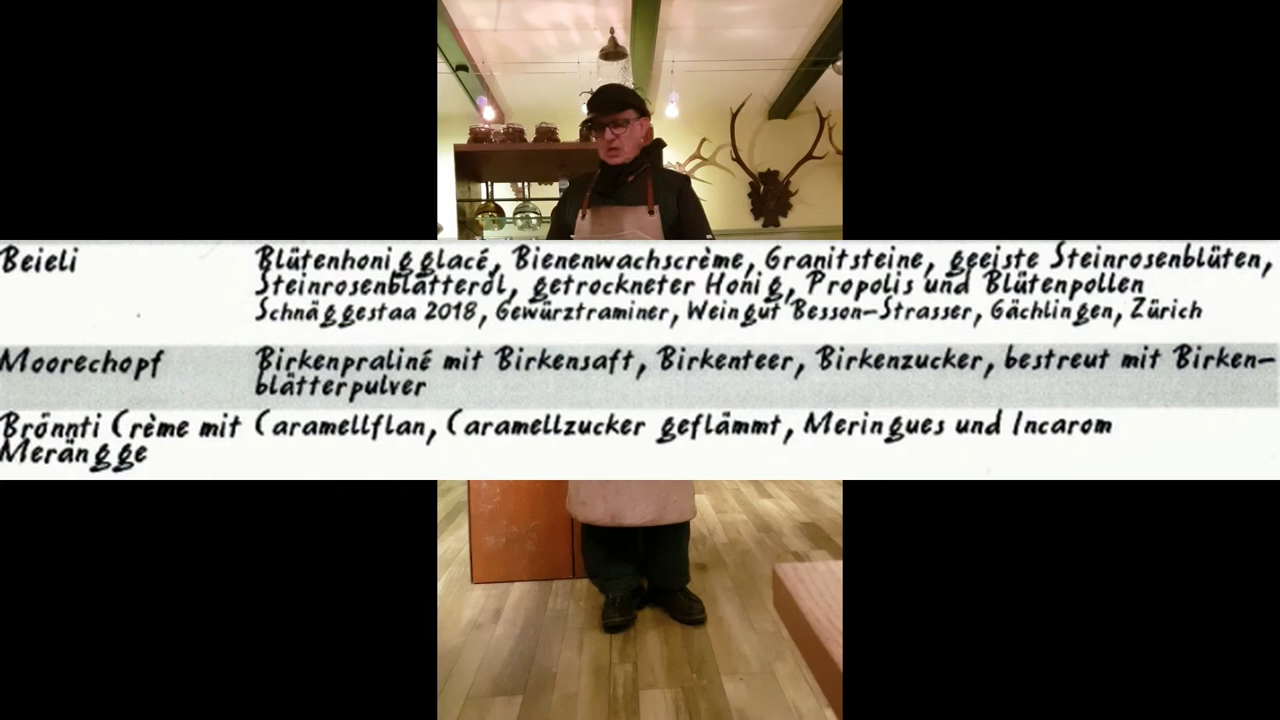 Beieli Blütenhonigglacé, Bienenwachscrème, Granitsteine, geeiste Steinrosenblüten,
Steinrosenblätteröl, getrockneter Honig, Propolis und Blütenpollen
Schnäggestaa 2018, Gewürztraminer, Weingut Besson-Strasser, Gächlingen, Zürich
Moorechopf Birkenpraliné mit Birkensaft, Birkenteer, Birkenzucker, bestreut mit Birken-
blätterpulver
Brönnti Crème mit Caramellflan, Caramellzucker geflämmt, Meringues und Incarom
Merängge